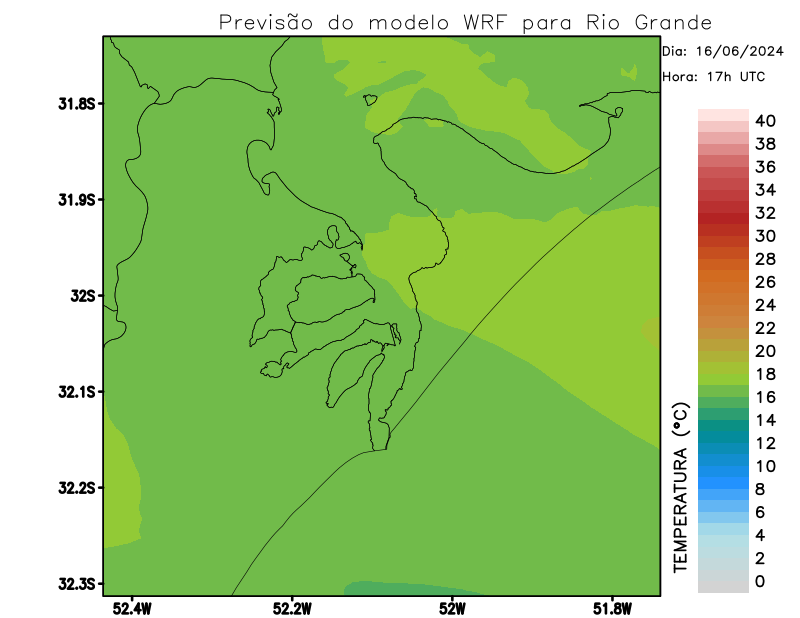 Previsão do modelo WRF para Rio Grande
Dia: 16/06/2024
Hora: 17h UTC
31.8S
31.9S
32S
32.1S
32.2S
32.3S
52.4W
52.2W
52W
51.8W
TEMPERATURA (°C)
40
38
36
34
32
30
28
26
24
22
20
18
16
14
12
10
8
6
4
2
0